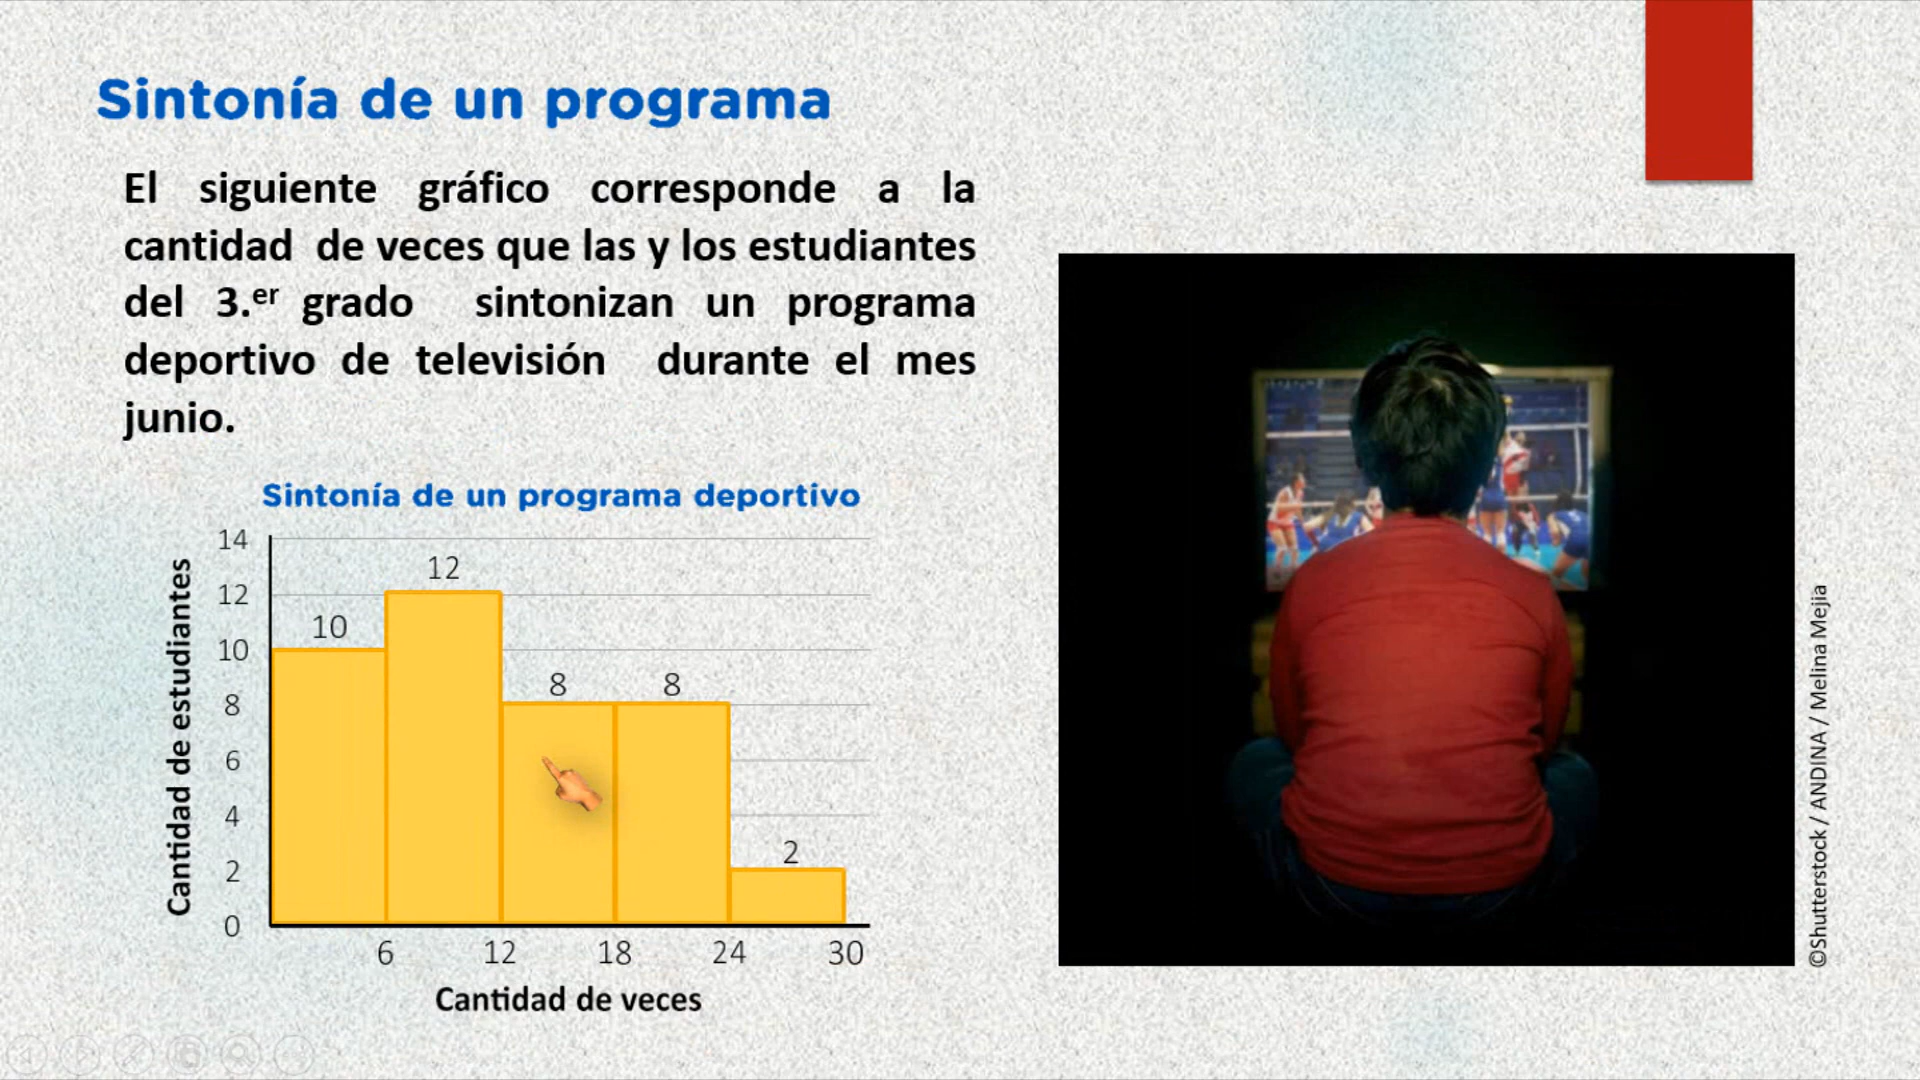 Sintonía de un programa
El siguiente gráfico corresponde a la
cantidad de veces que las y los estudiantes
del 3.er grado sintonizan un programa
deportivo de televisión durante el mes
junio.
Sintonía de un programa deportivo
Cantidad de estudiantes
14
12
10
8
6
4
2
0
10
12
8
8
2
6 12 18 24 30
Cantidad de veces
©Shutterstock / ANDINA / Melina Mejia